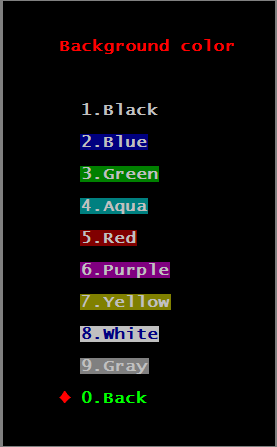 Background color
1.Black
2.Blue
3.Green
4.Aqua
5.Red
6.Purple
7.Yellow
8.White
9.Gray
♦ 0.Back